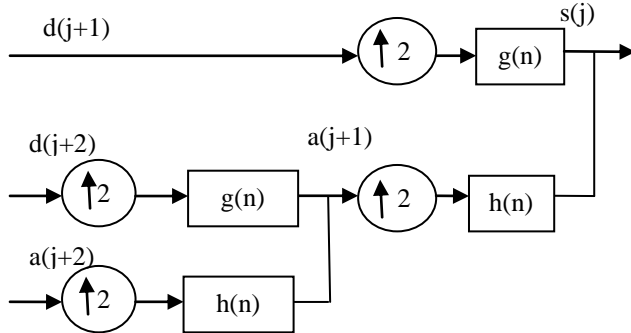 d(j+1)
s(j)
2
g(n)
d(j+2)
a(j+1)
2
g(n)
2
h(n)
a(j+2)
2
h(n)